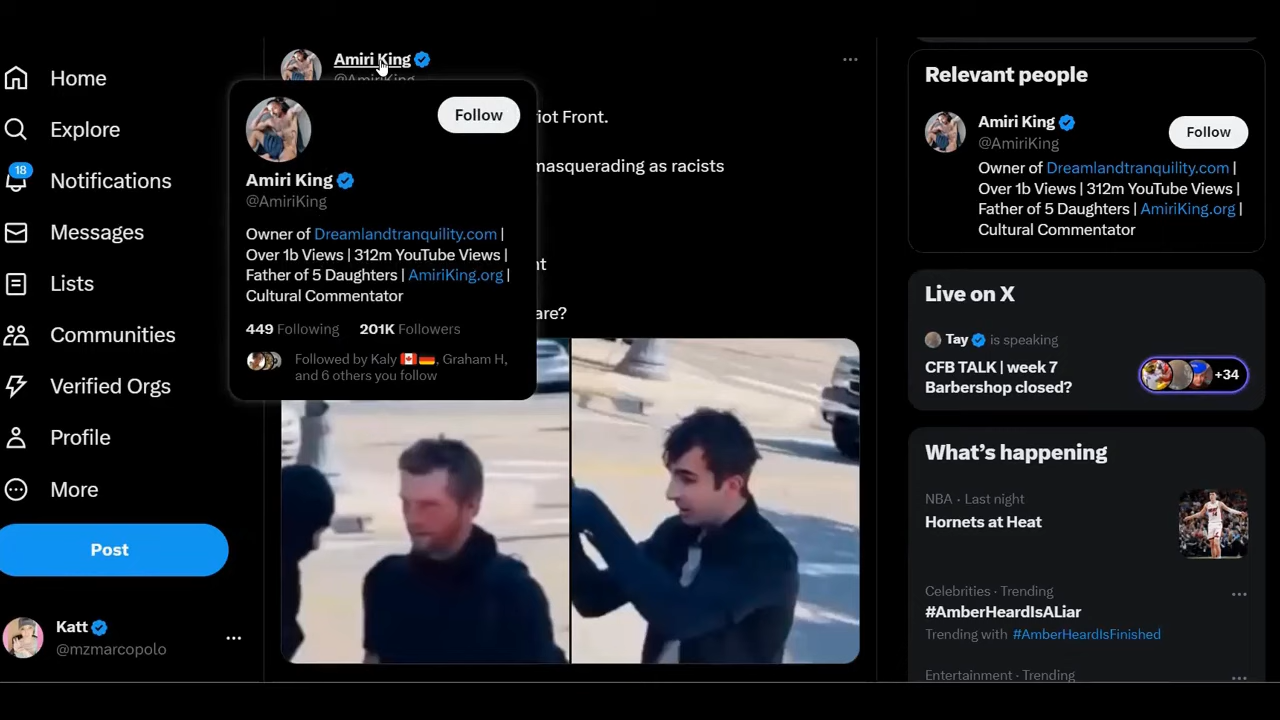 Home
Explore
18
Notifications
Messages
Lists
Communities
Verified Orgs
Profile
More
Post
Katt
@mzmarcopolo
Amiri King
@AmiriKing
Follow
Amiri King
@AmiriKing
Owner of Dreamlandtranquility.com |
Over 1b Views | 312m YouTube Views |
Father of 5 Daughters | AmiriKing.org |
Cultural Commentator
449 Following 201K Followers
Followed by Kaly, Graham H,
and 6 others you follow
riot Front.
masquerading as racists
nt
are?
Relevant people
Amiri King
@AmiriKing
Follow
Owner of Dreamlandtranquility.com |
Over 1b Views | 312m YouTube Views |
Father of 5 Daughters | AmiriKing.org |
Cultural Commentator
Live on X
Tay is speaking
CFB TALK | week 7
Barbershop closed?
+34
What's happening
NBA · Last night
Hornets at Heat
Celebrities · Trending
#AmberHeardIsALiar
Trending with #AmberHeardIsFinished
Entertainment · Trending